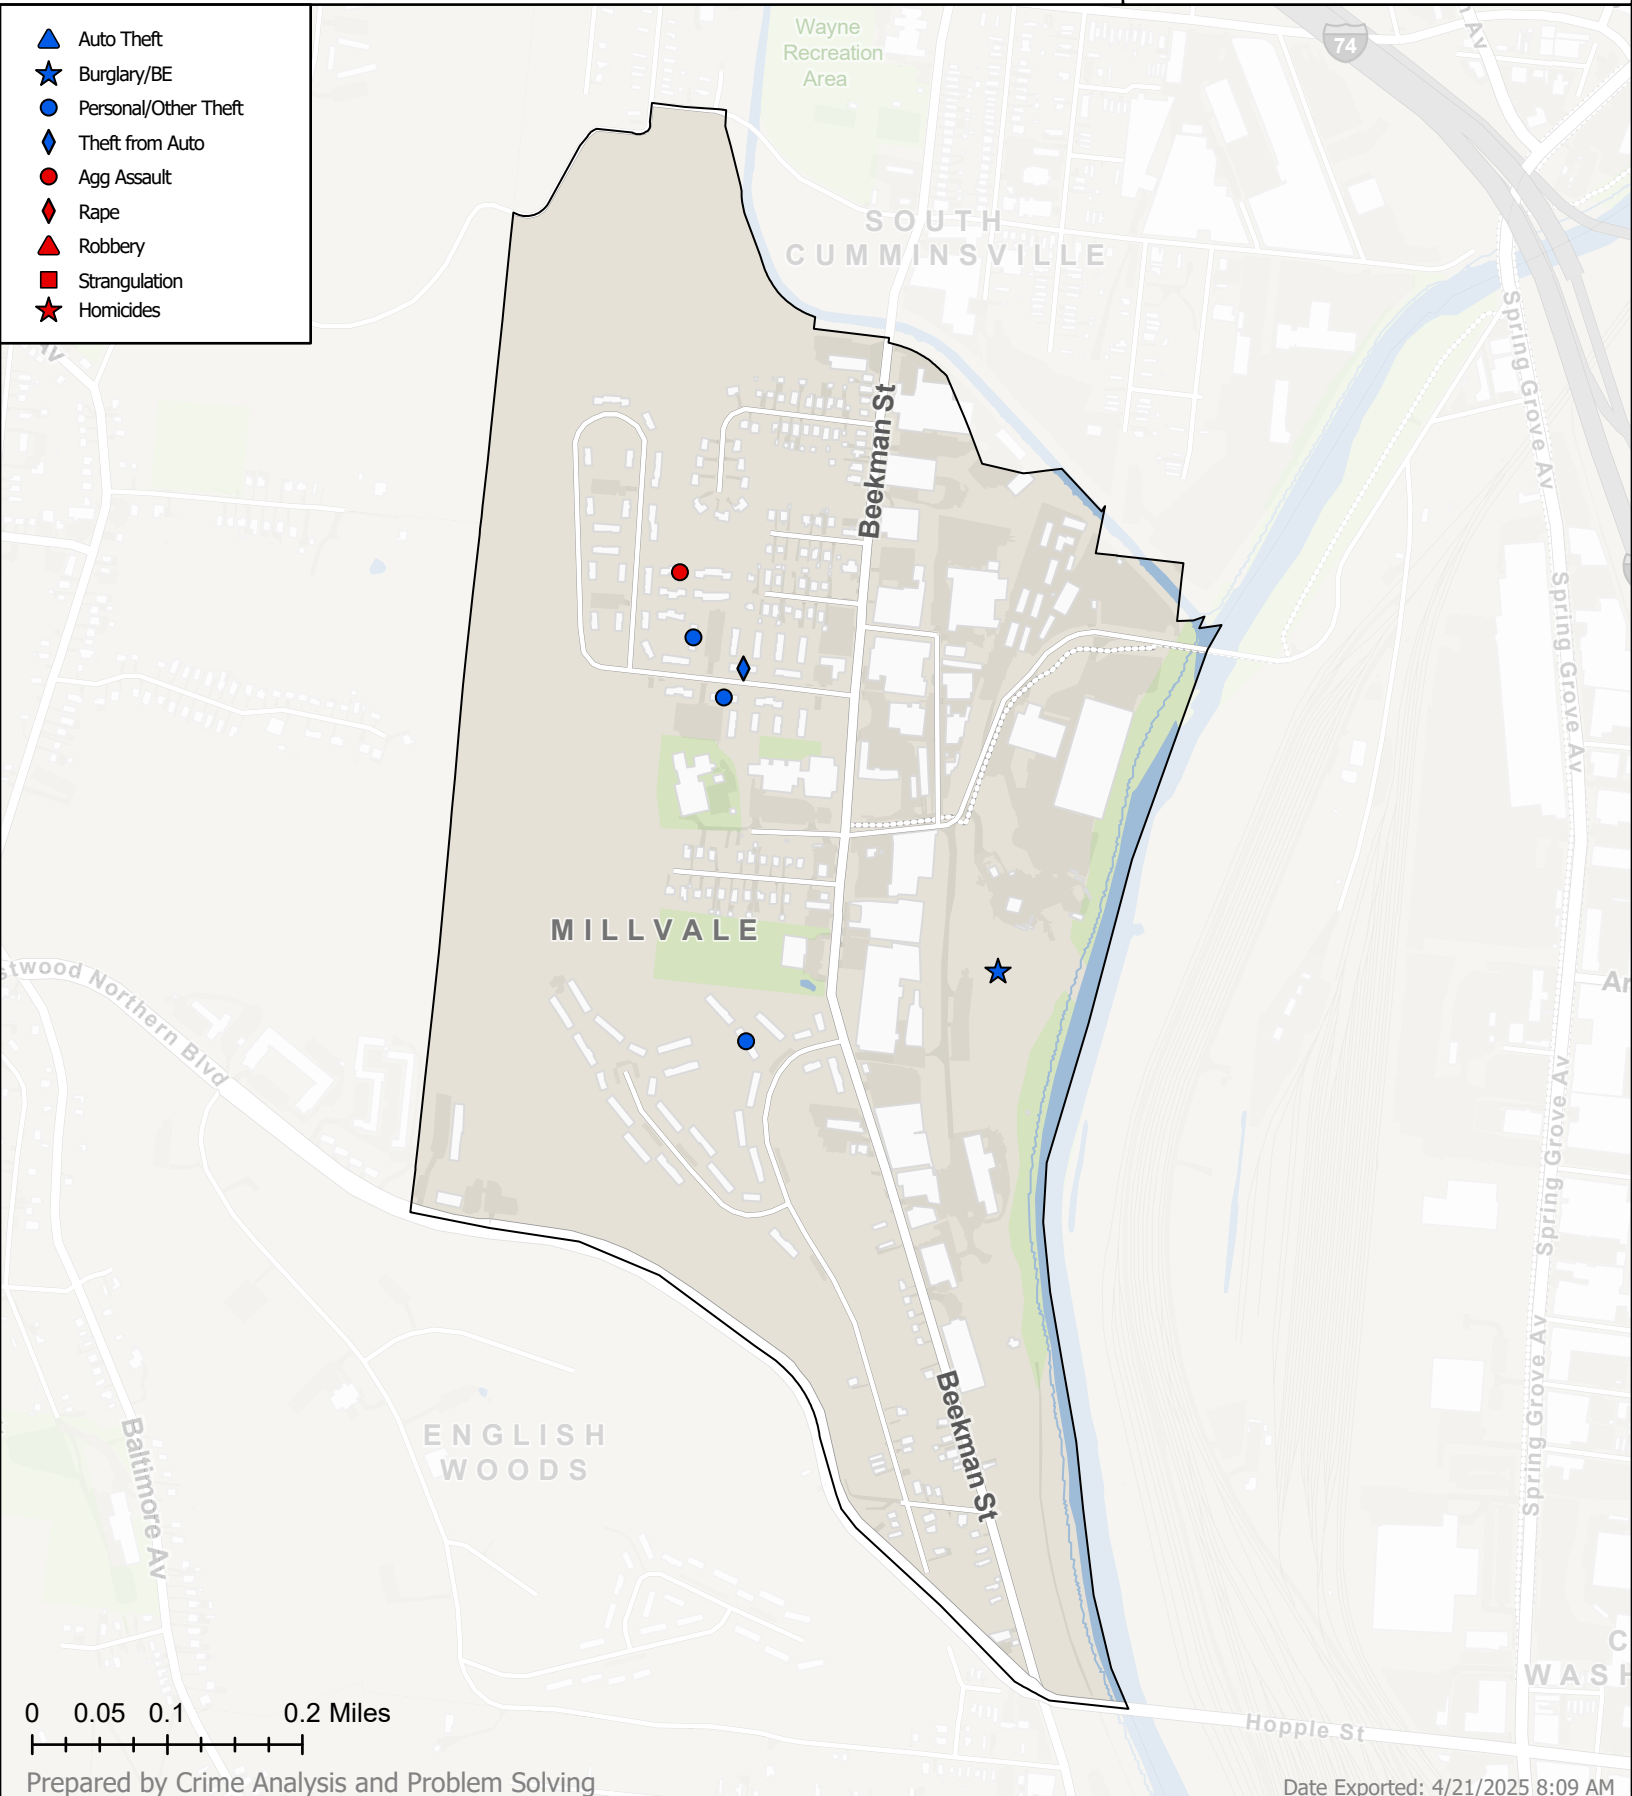 Auto Theft
Burglary/BE
Personal/Other Theft
Theft from Auto
Agg Assault
Rape
Robbery
Strangulation
Homicides
Wayne
Recreation
Area
74
Av
SOUTH
CUMMINSVILLE
Av
Spring Grove Av
Beekman St
Spring Grove Av
MILLVALE
stwood Northern Blvd
Ar
Spring Grove Av
Spring Grove Av
Beekman St
ENGLISH
WOODS
Baltimore Av
C
WASH
Hopple St
0 0.05 0.1 0.2 Miles
Prepared by Crime Analysis and Problem Solving
Date Exported: 4/21/2025 8:09 AM